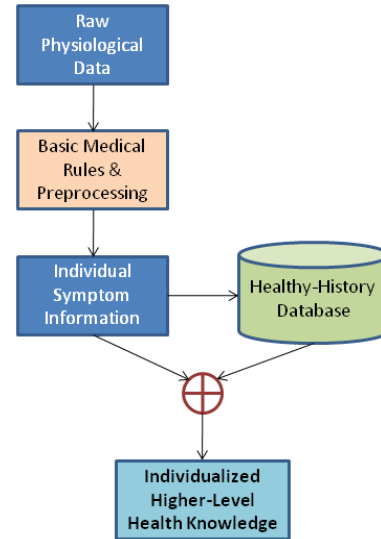 Raw
Physiological
Data
Basic Medical
Rules &
Preprocessing
Individual
Symptom
Information
Healthy-History
Database
Individualized
Higher-Level
Health Knowledge